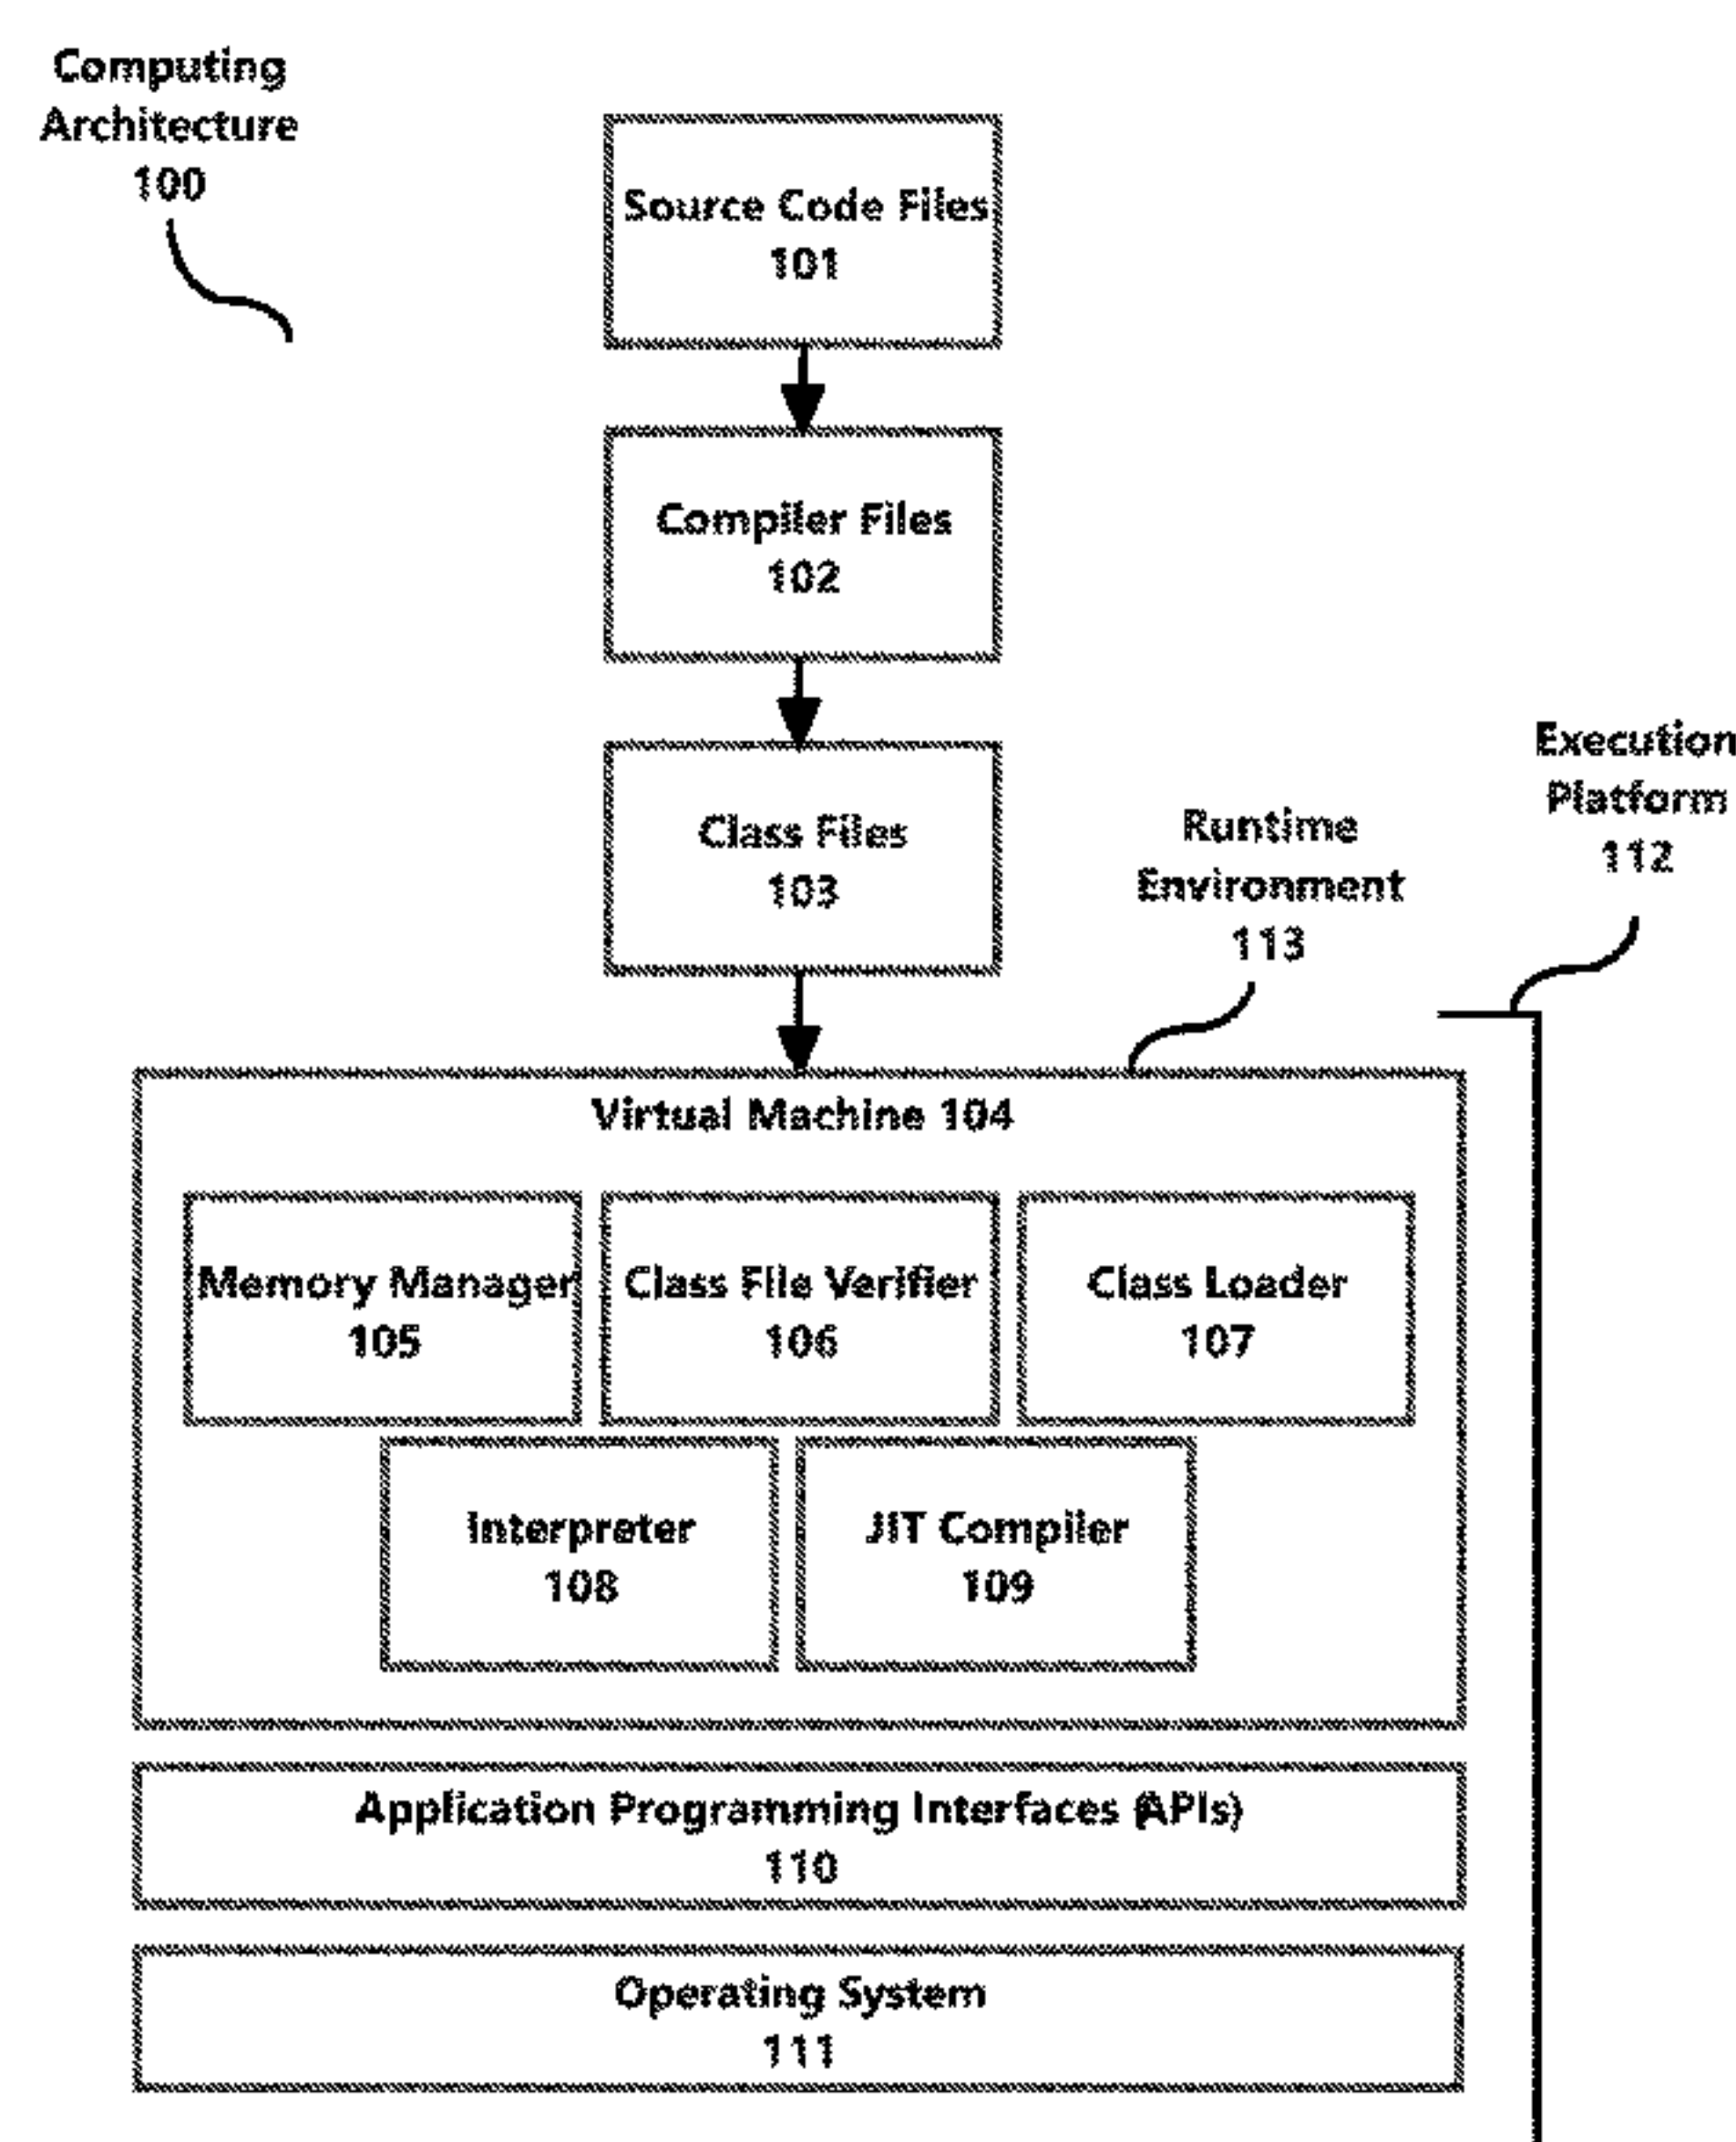 Computing
Architecture
100
Source Code Files
101
Compiler Files
102
Class Files
103
Runtime
Environment
113
Execution
Platform
112
Virtual Machine 104
Memory Manager
105
Class File Verifier
106
Class Loader
107
Interpreter
108
JIT Compiler
109
Application Programming Interfaces (APIs)
110
Operating System
111